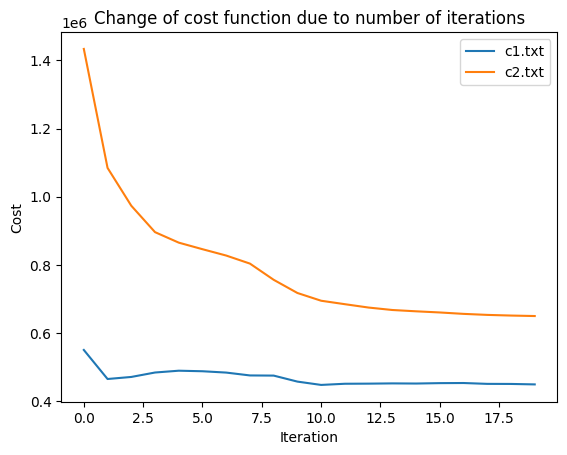 Change of cost function due to number of iterations
1e6
c1.txt
c2.txt
1.4
1.2
1.0
0.8
0.6
0.4
Cost
0.0 2.5 5.0 7.5 10.0 12.5 15.0 17.5
Iteration